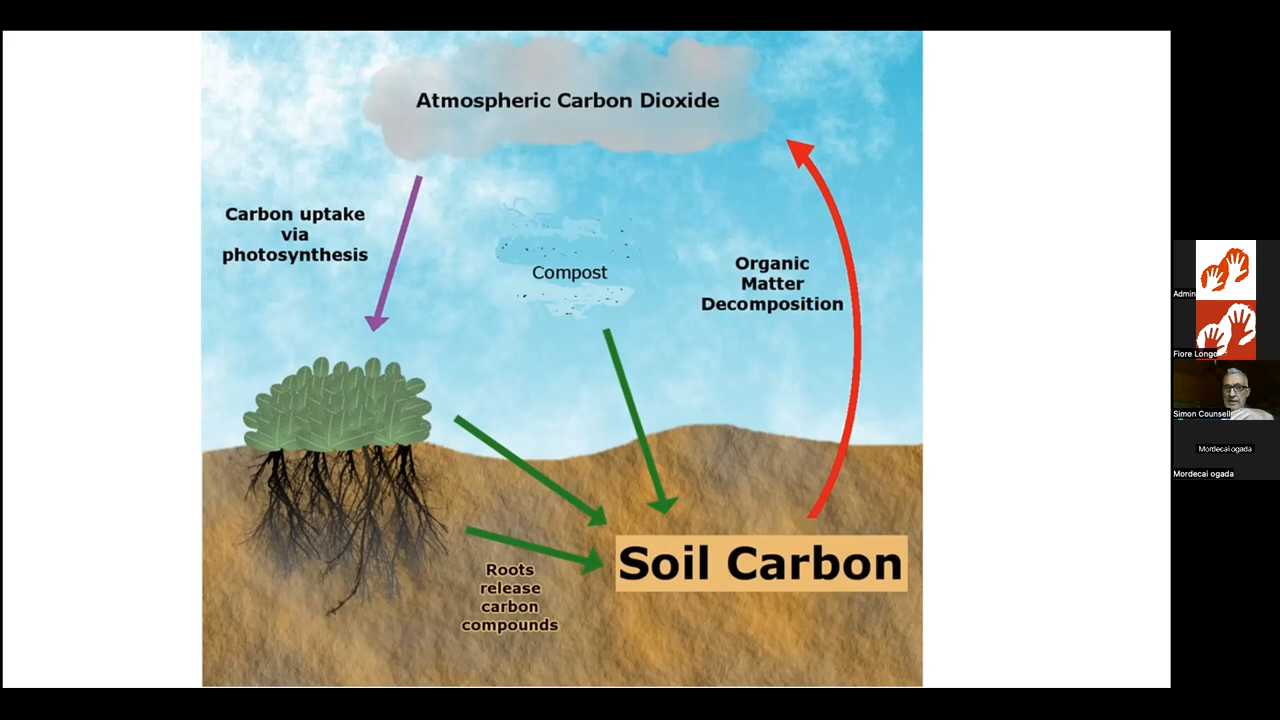 Atmospheric Carbon Dioxide
Carbon uptake
via
photosynthesis
Compost
Organic
Matter
Decomposition
Roots
release
carbon
compounds
Soil Carbon
Admin
Fiore Longo
Simon Counsell
Mordecai ogada
Mordecai ogada